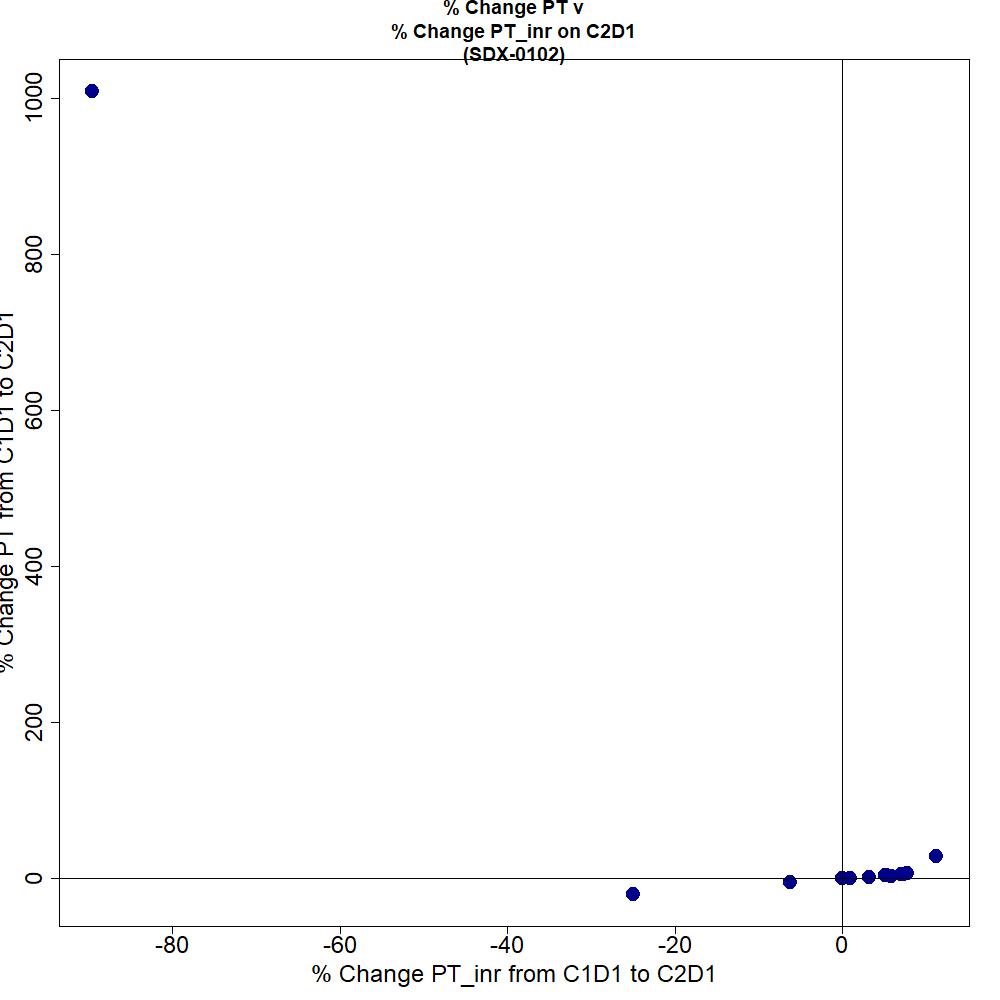 % Change PT v
% Change PT_inr on C2D1
(SDX-0102)
% Change PT from C1D1 to C2D1
1000
800
600
400
200
0
-80
-60
-40
-20
0
% Change PT_inr from C1D1 to C2D1